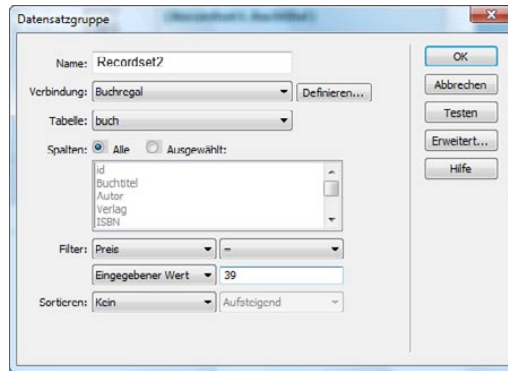 Datensatzgruppe
Name: Recordset2
Verbindung: Buchregal Definieren...
Tabelle: buch
Spalten: Alle Ausgewählt:
id
Buchtitel
Autor
Verlag
ISBN
Filter: Preis =
Eingegebener Wert 39
Sortieren: Kein Aufsteigend
OK
Abbrechen
Testen
Erweitert...
Hilfe